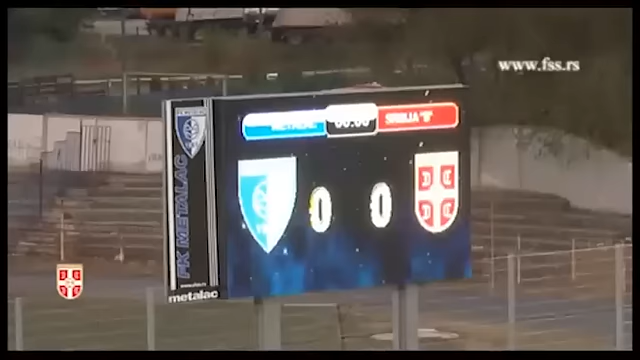 www.fss.rs
METALAC
00:00
SRBIJA
0
0
FK METALAC
metalac